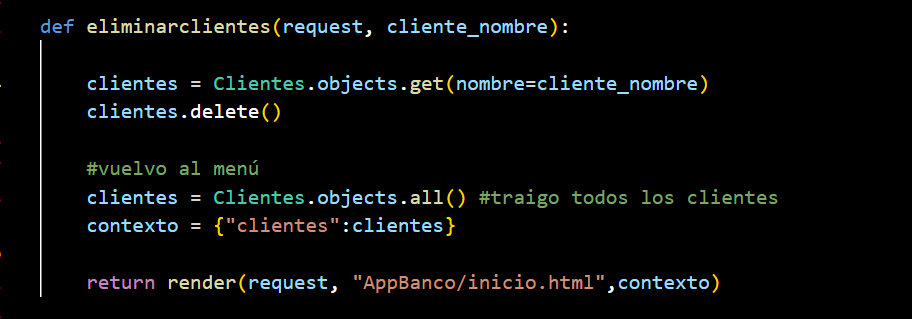 def eliminarclientes(request, cliente_nombre):
clientes = Clientes.objects.get(nombre=cliente_nombre)
clientes.delete()
#vuelvo al menú
clientes = Clientes.objects.all() #traigo todos los clientes
contexto = {"clientes":clientes}
return render(request, "AppBanco/inicio.html",contexto)